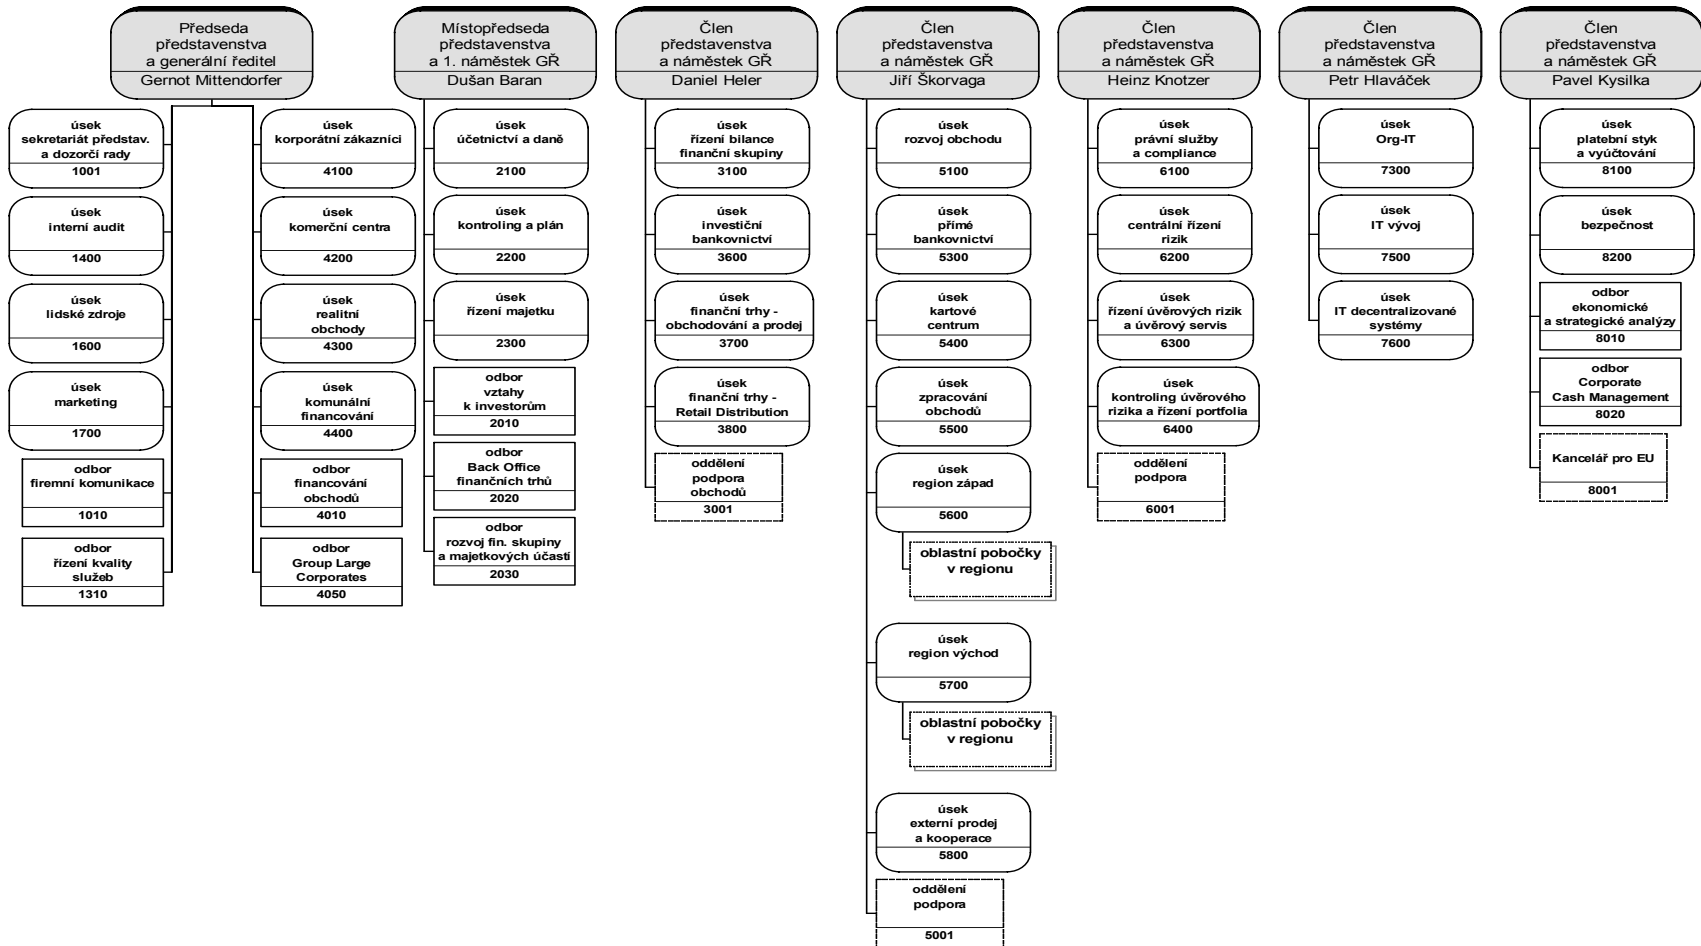 Předseda
představenstva
a generální ředitel
Gernot Mittendorfer
úsek
sekretariát představ.
a dozorčí rady
1001
úsek
interní audit
1400
úsek
lidské zdroje
1600
úsek
marketing
1700
odbor
firemní komunikace
1010
odbor
řízení kvality
služeb
1310
úsek
korporátní zákazníci
4100
úsek
komerční centra
4200
úsek
realitní
obchody
4300
úsek
komunální
financování
4400
odbor
financování
obchodů
4010
odbor
Group Large
Corporates
4050
Místopředseda
představenstva
a 1. náměstek GŘ
Dušan Baran
úsek
účetnictví a daně
2100
úsek
kontroling a plán
2200
úsek
řízení majetku
2300
odbor
vztahy
k investorům
2010
odbor
Back Office
finančních trhů
2020
odbor
rozvoj fin. skupiny
a majetkových účastí
2030
Člen
představenstva
a náměstek GŘ
Daniel Heler
úsek
řízení bilance
finanční skupiny
3100
úsek
investiční
bankovnictví
3600
úsek
finanční trhy -
obchodování a prodej
3700
úsek
finanční trhy -
Retail Distribution
3800
oddělení
podpora
obchodů
3001
Člen
představenstva
a náměstek GŘ
Jiří Škorvaga
úsek
rozvoj obchodu
5100
úsek
přímé
bankovnictví
5300
úsek
kartové
centrum
5400
úsek
zpracování
obchodů
5500
úsek
region západ
5600
oblastní pobočky
v regionu
úsek
region východ
5700
oblastní pobočky
v regionu
úsek
externí prodej
a kooperace
5800
oddělení
podpora
5001
Člen
představenstva
a náměstek GŘ
Heinz Knotzer
úsek
právní služby
a compliance
6100
úsek
centrální řízení
rizik
6200
úsek
řízení úvěrových rizik
a úvěrový servis
6300
úsek
kontroling úvěrového
rizika a řízení portfolia
6400
oddělení
podpora
6001
Člen
představenstva
a náměstek GŘ
Petr Hlaváček
úsek
Org-IT
7300
úsek
IT vývoj
7500
úsek
IT decentralizované
systémy
7600
Člen
představenstva
a náměstek GŘ
Pavel Kysilka
úsek
platební styk
a vyúčtování
8100
úsek
bezpečnost
8200
odbor
ekonomické
a strategické analýzy
8010
odbor
Corporate
Cash Management
8020
Kancelář pro EU
8001